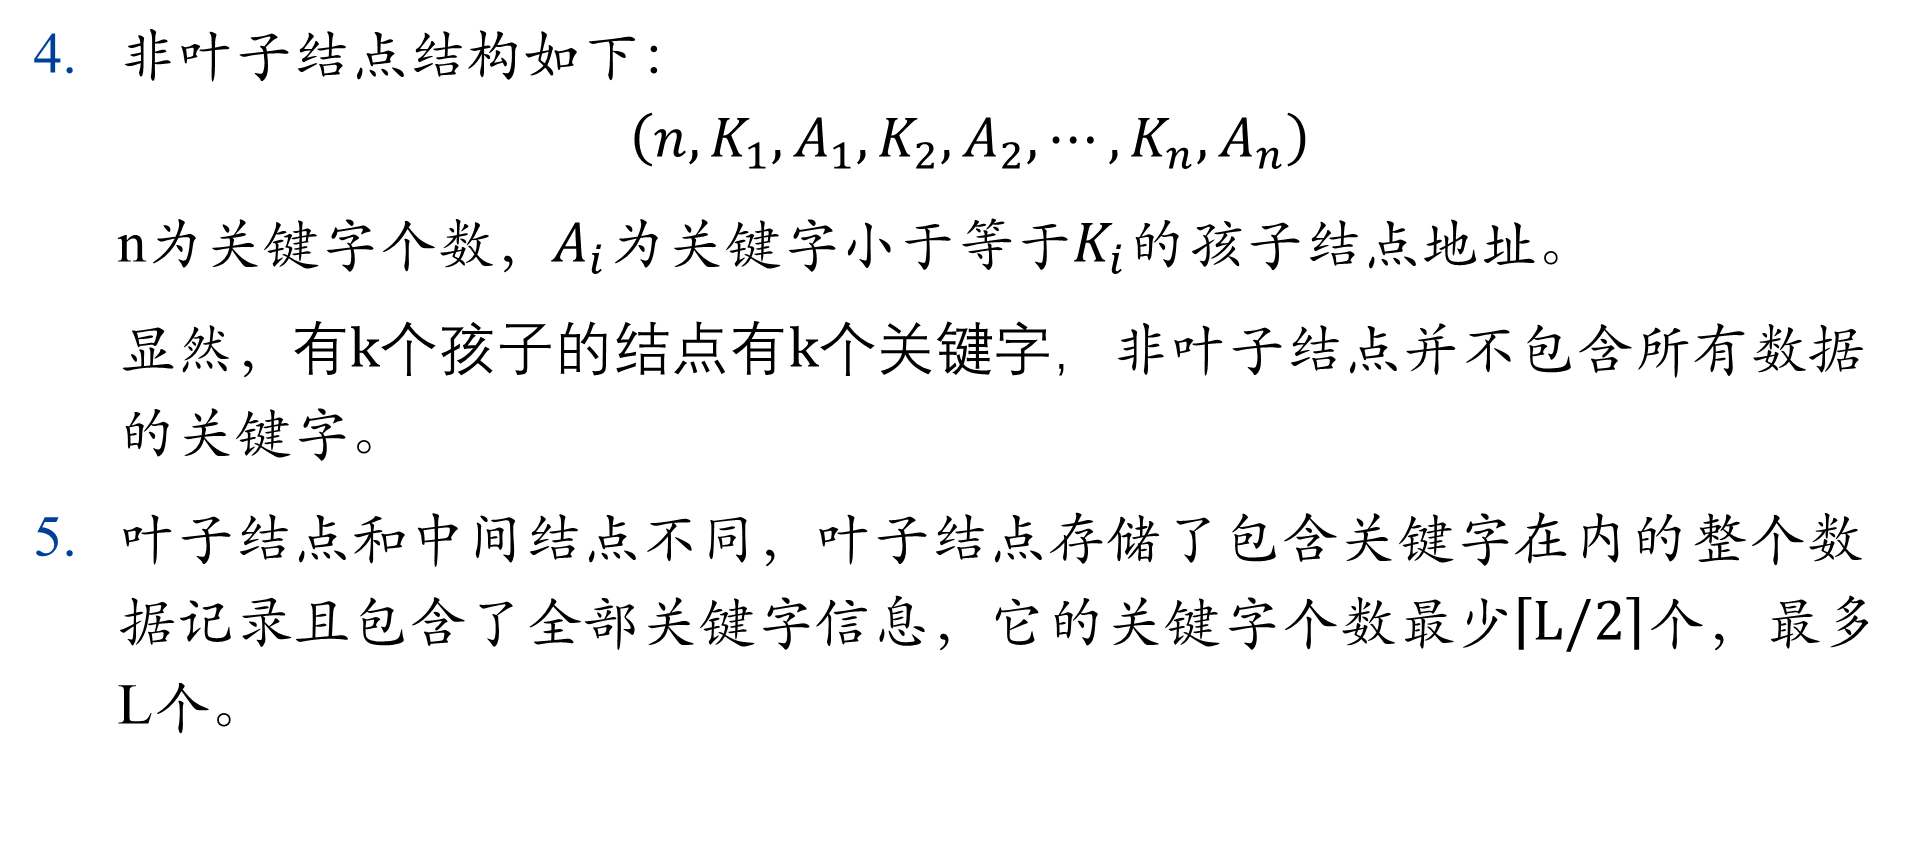 4. 非叶子结点结构如下：
(n, K₁, A₁, K₂, A₂, ⋯, Kₙ, Aₙ)
n为关键字个数，Aᵢ为关键字小于等于Kᵢ的孩子结点地址。
显然，有k个孩子的结点有k个关键字，非叶子结点并不包含所有数据
的关键字。
5. 叶子结点和中间结点不同，叶子结点存储了包含关键字在内的整个数
据记录且包含了全部关键字信息，它的关键字个数最少⌈L/2⌉个，最多
L个。